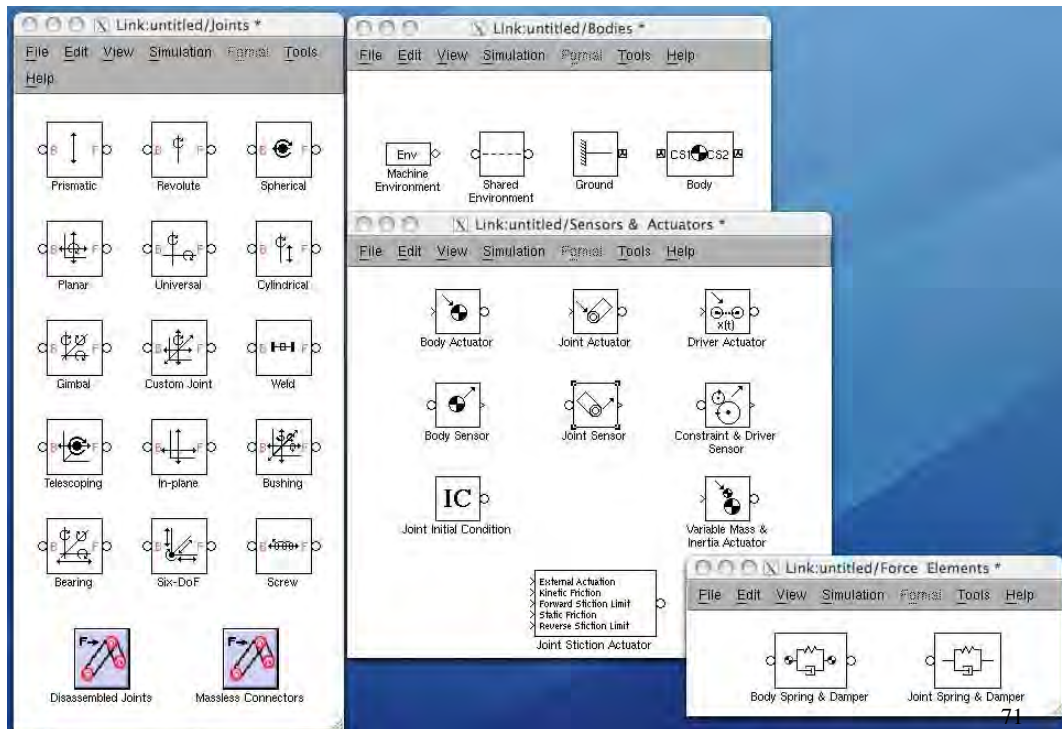 Link:untitled/Joints *
File Edit View Simulation Format Tools
Help
B F B F B F
Prismatic Revolute Spherical
B F B F B F
Planar Universal Cylindrical
B F B F B F
Gimbal Custom Joint Weld
B F B F B F
Telescoping In-plane Bushing
B F B F B F
Bearing Six-DoF Screw
F F
Disassembled Joints Massless Connectors
Link:untitled/Bodies *
File Edit View Simulation Format Tools Help
Env CS1 CS2
Machine Environment
Shared Environment
Ground
Body
Link:untitled/Sensors & Actuators *
File Edit View Simulation Format Tools Help
x(t)
Body Actuator Joint Actuator Driver Actuator
Body Sensor Joint Sensor Constraint & Driver
Sensor
IC
Joint Initial Condition
Variable Mass &
Inertia Actuator
External Actuation
Kinetic Friction
Forward Stiction Limit
Static Friction
Reverse Stiction Limit
Joint Stiction Actuator
Link:untitled/Force Elements *
File Edit View Simulation Format Tools Help
Body Spring & Damper Joint Spring & Damper
71